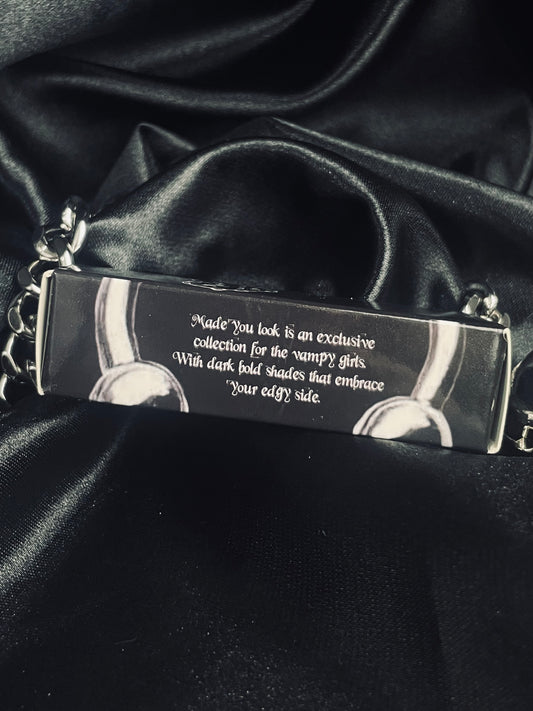 Made You look is an exclusive
collection for the vampy girls.
With dark bold shades that embrace
Your edgy side.